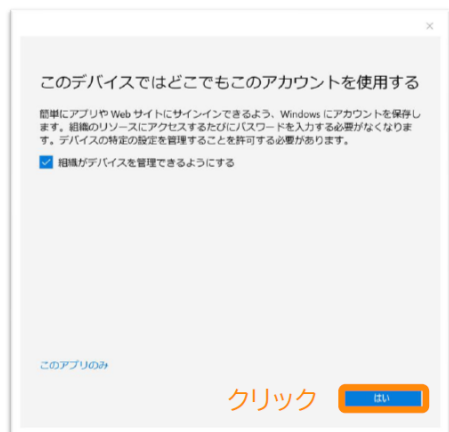 このデバイスではどこでもこのアカウントを使用する
簡単にアプリや Web サイトにサインインできるよう、Windows にアカウントを保存し
ます。組織のリソースにアクセスするたびにパスワードを入力する必要がなくなりま
す。デバイスの特定の設定を管理することを許可する必要があります。
組織がデバイスを管理できるようにする
このアプリのみ
クリック
はい